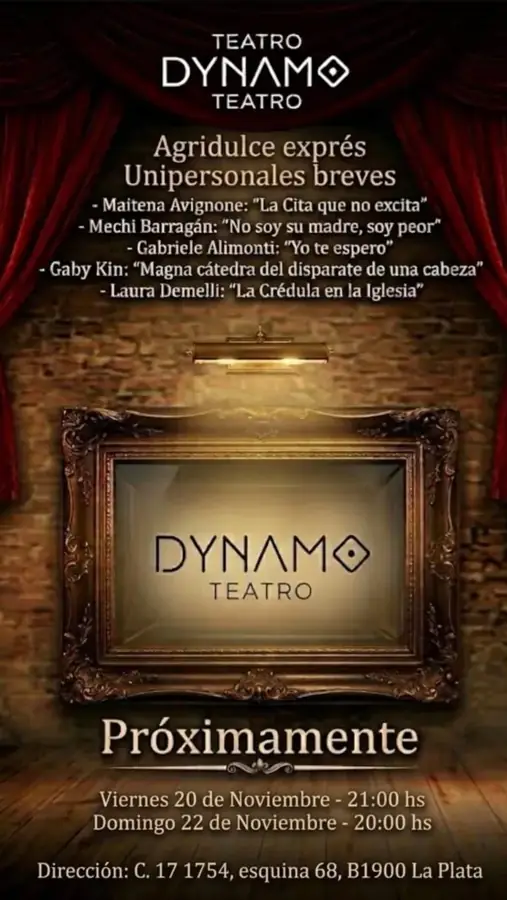 TEATRO
DYNAMO
TEATRO
Agridulce exprés
Unipersonales breves
- Maitena Avignone: “La Cita que no excita”
- Mechi Barragán: “No soy su madre, soy peor”
- Gabriele Alimonti: “Yo te espero”
- Gaby Kin: “Magna cátedra del disparate de una cabeza”
- Laura Demelli: “La Crédula en la Iglesia”
DYNAMO
TEATRO
Próximamente
Viernes 20 de Noviembre - 21:00 hs
Domingo 22 de Noviembre - 20:00 hs
Dirección: C. 17 1754, esquina 68, B1900 La Plata